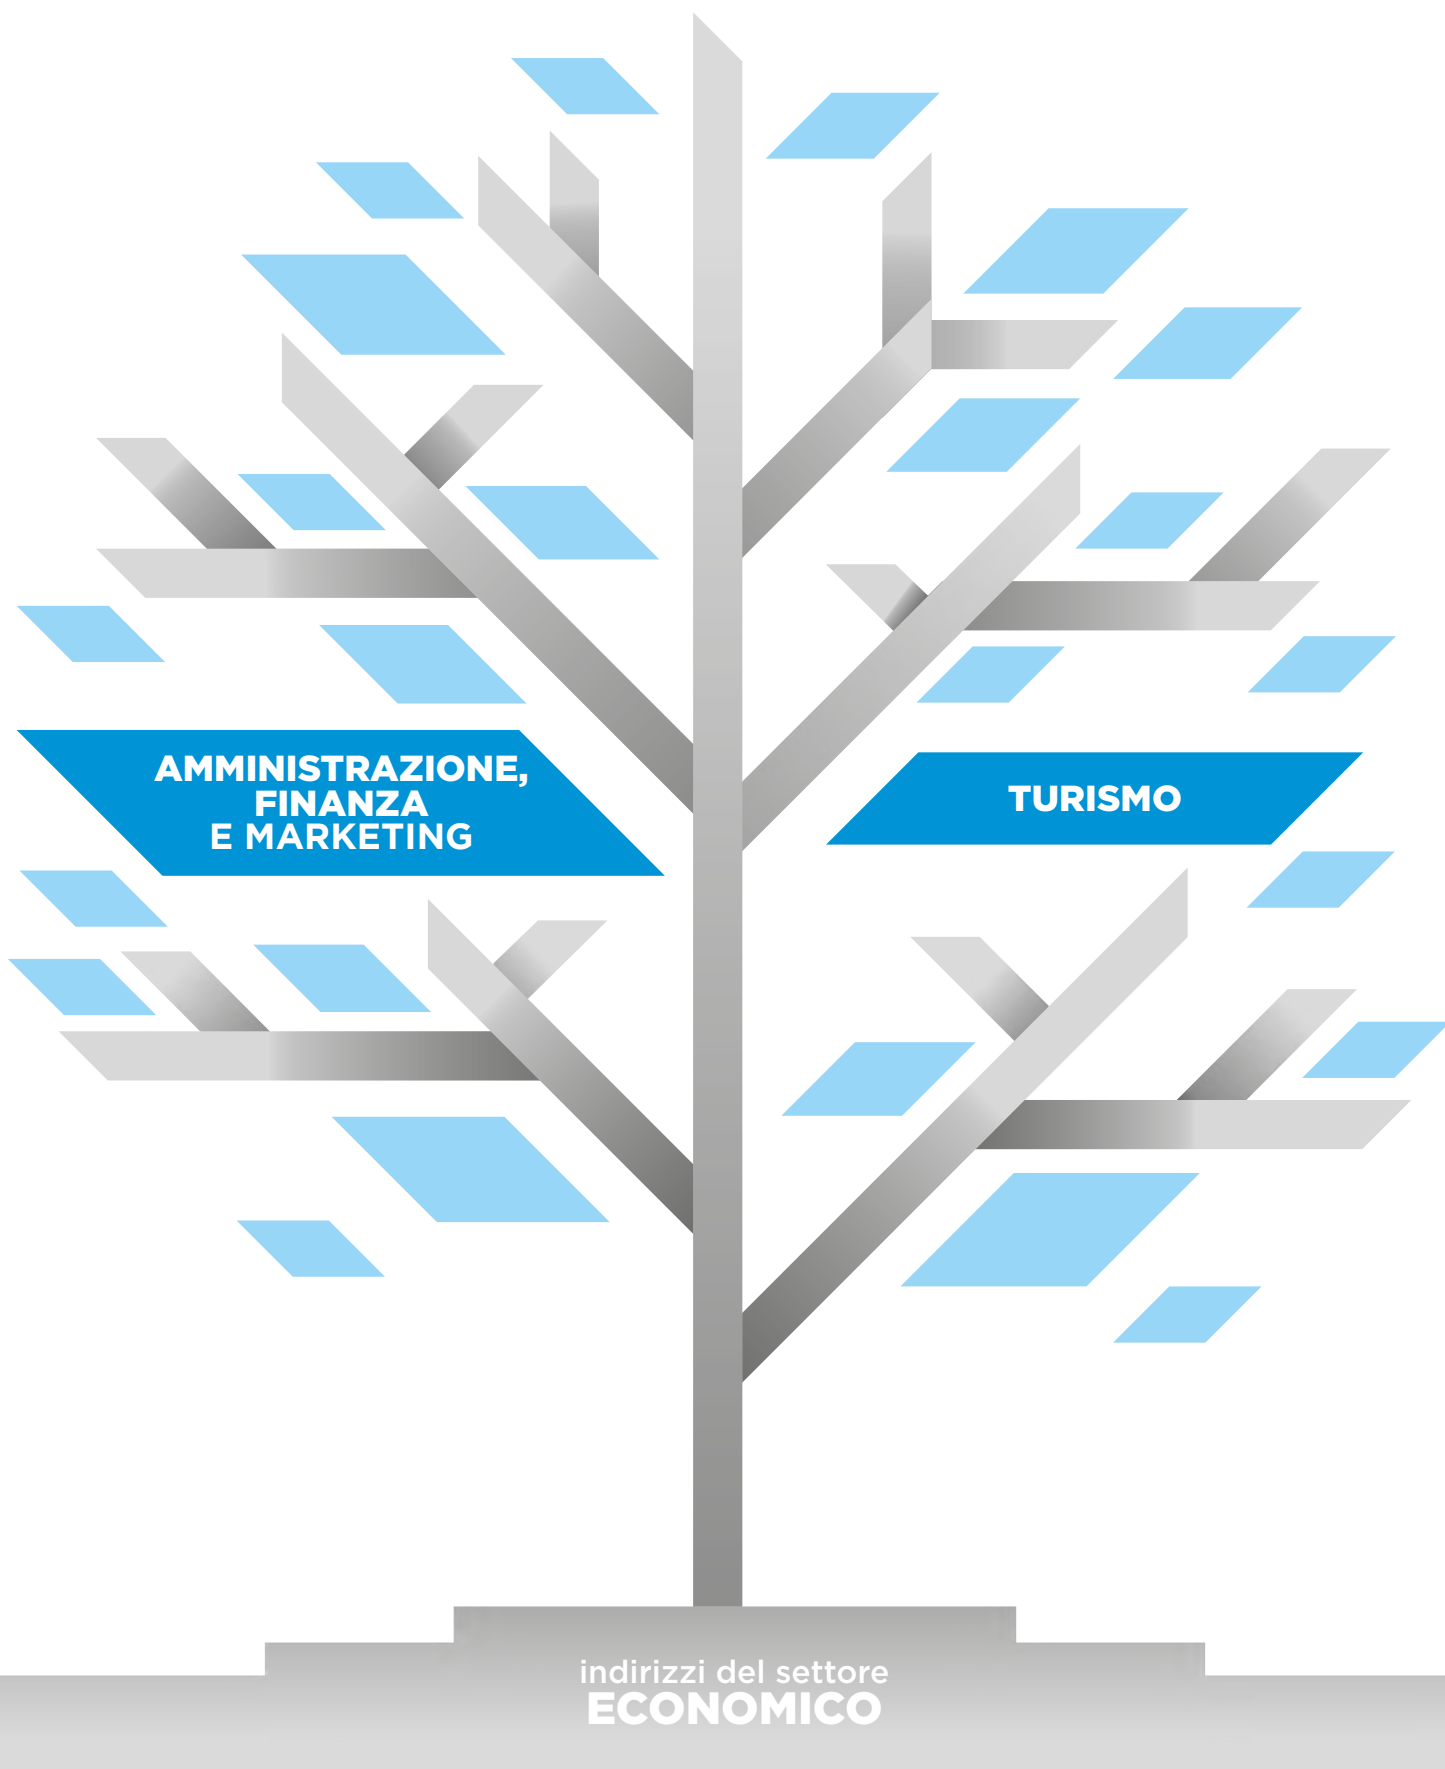 AMMINISTRAZIONE,
FINANZA
E MARKETING
TURISMO
indirizzi del settore
ECONOMICO